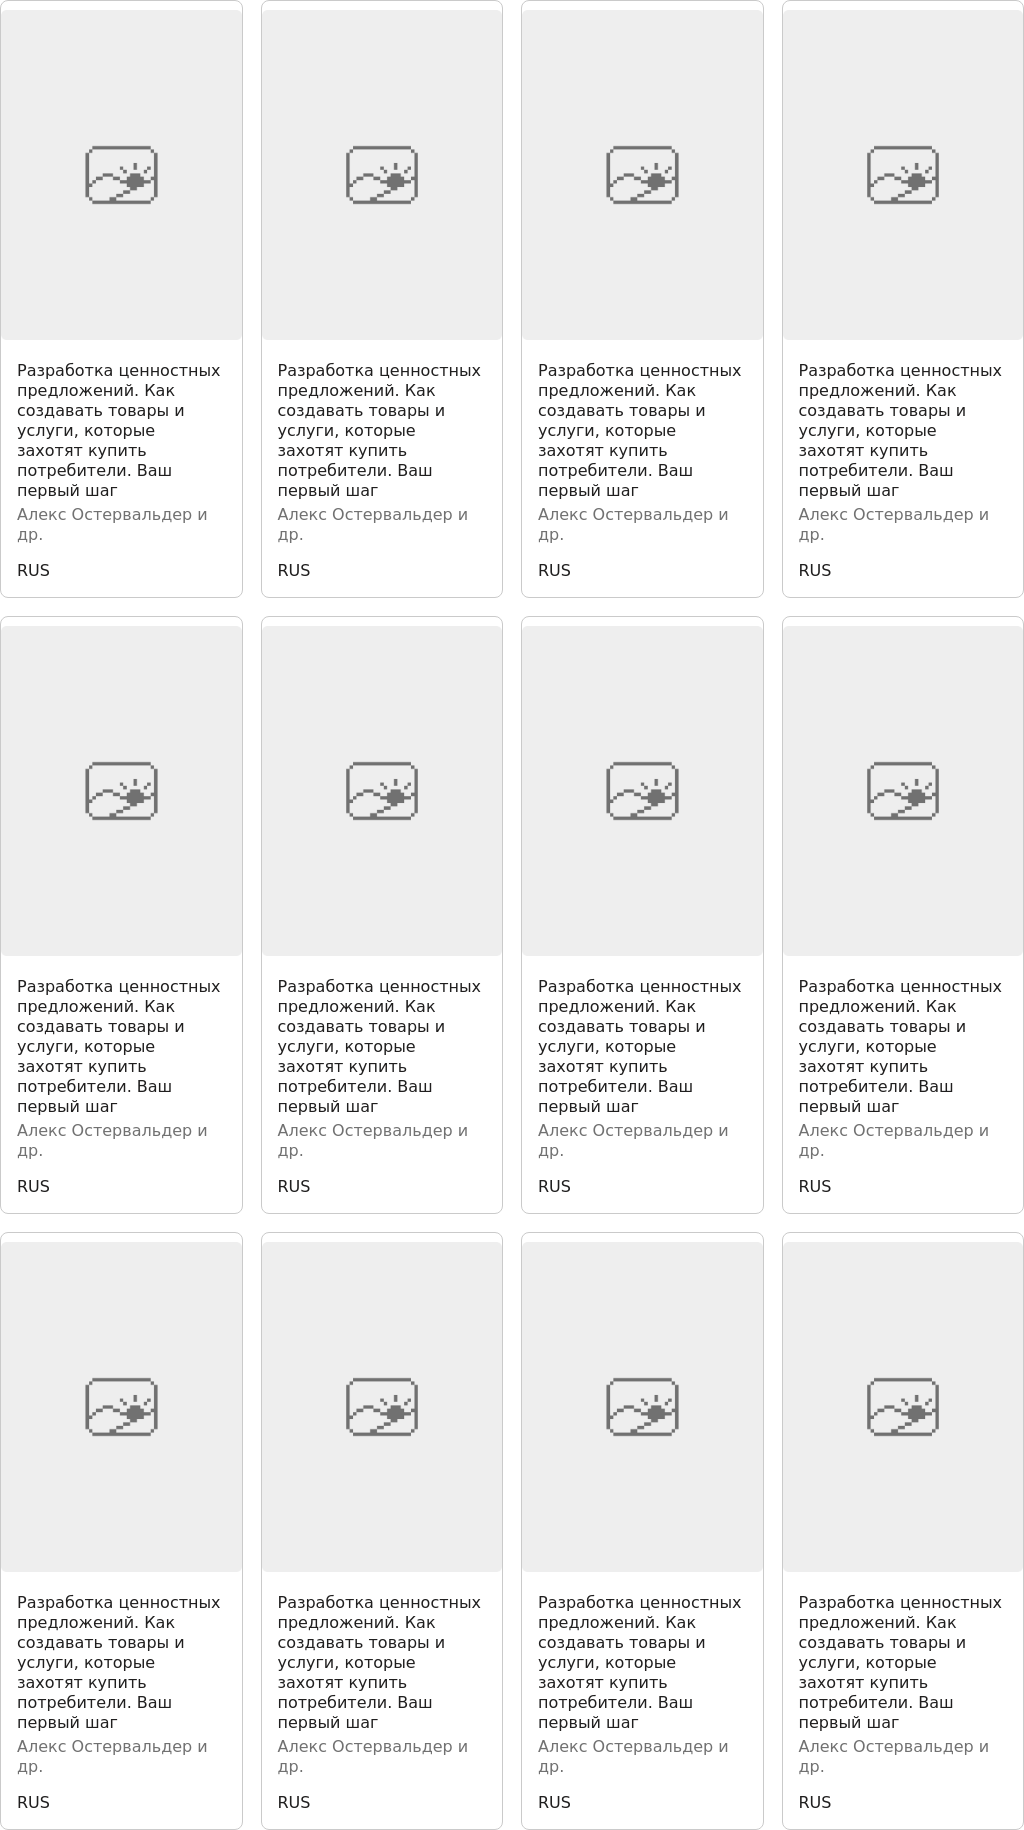 Разработка ценностных
предложений. Как
создавать товары и
услуги, которые
захотят купить
потребители. Ваш
первый шаг
Алекс Остервальдер и
др.
RUS
Разработка ценностных
предложений. Как
создавать товары и
услуги, которые
захотят купить
потребители. Ваш
первый шаг
Алекс Остервальдер и
др.
RUS
Разработка ценностных
предложений. Как
создавать товары и
услуги, которые
захотят купить
потребители. Ваш
первый шаг
Алекс Остервальдер и
др.
RUS
Разработка ценностных
предложений. Как
создавать товары и
услуги, которые
захотят купить
потребители. Ваш
первый шаг
Алекс Остервальдер и
др.
RUS
Разработка ценностных
предложений. Как
создавать товары и
услуги, которые
захотят купить
потребители. Ваш
первый шаг
Алекс Остервальдер и
др.
RUS
Разработка ценностных
предложений. Как
создавать товары и
услуги, которые
захотят купить
потребители. Ваш
первый шаг
Алекс Остервальдер и
др.
RUS
Разработка ценностных
предложений. Как
создавать товары и
услуги, которые
захотят купить
потребители. Ваш
первый шаг
Алекс Остервальдер и
др.
RUS
Разработка ценностных
предложений. Как
создавать товары и
услуги, которые
захотят купить
потребители. Ваш
первый шаг
Алекс Остервальдер и
др.
RUS
Разработка ценностных
предложений. Как
создавать товары и
услуги, которые
захотят купить
потребители. Ваш
первый шаг
Алекс Остервальдер и
др.
RUS
Разработка ценностных
предложений. Как
создавать товары и
услуги, которые
захотят купить
потребители. Ваш
первый шаг
Алекс Остервальдер и
др.
RUS
Разработка ценностных
предложений. Как
создавать товары и
услуги, которые
захотят купить
потребители. Ваш
первый шаг
Алекс Остервальдер и
др.
RUS
Разработка ценностных
предложений. Как
создавать товары и
услуги, которые
захотят купить
потребители. Ваш
первый шаг
Алекс Остервальдер и
др.
RUS